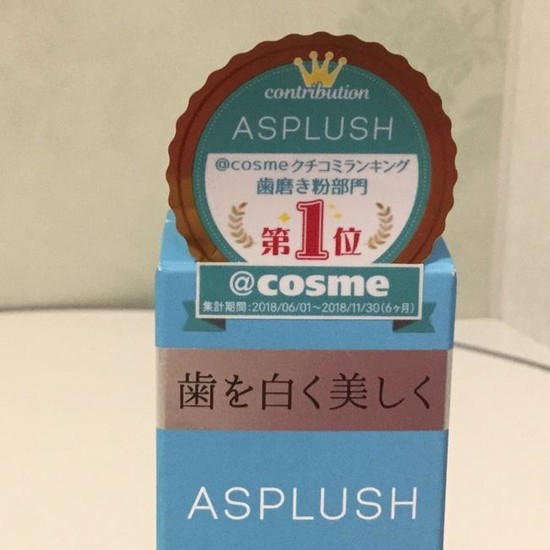 contribution
ASPLUSH
@cosmeクチコミランキング
歯磨き粉部門
第1位
@cosme
集計期間:2018/06/01~2018/11/30(6ヶ月)
歯を白く美しく
ASPLUSH